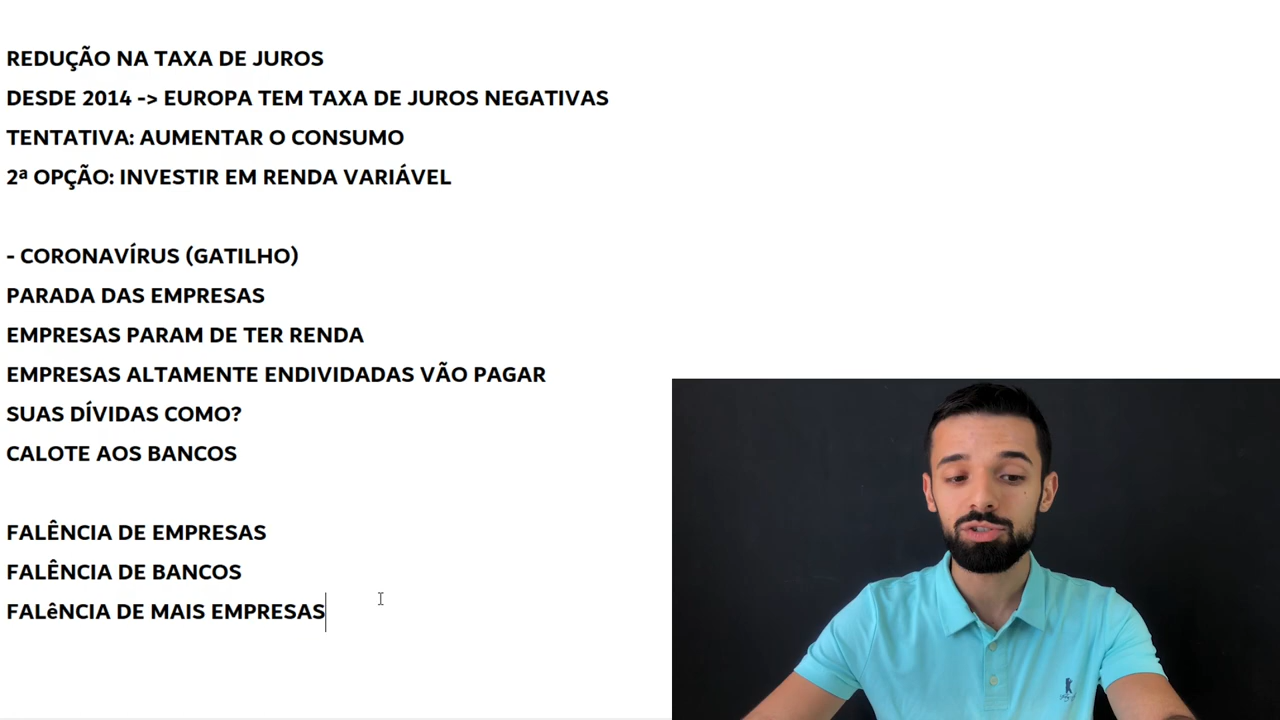 REDUÇÃO NA TAXA DE JUROS
DESDE 2014 -> EUROPA TEM TAXA DE JUROS NEGATIVAS
TENTATIVA: AUMENTAR O CONSUMO
2ª OPÇÃO: INVESTIR EM RENDA VARIÁVEL
- CORONAVÍRUS (GATILHO)
PARADA DAS EMPRESAS
EMPRESAS PARAM DE TER RENDA
EMPRESAS ALTAMENTE ENDIVIDADAS VÃO PAGAR
SUAS DÍVIDAS COMO?
CALOTE AOS BANCOS
FALÊNCIA DE EMPRESAS
FALÊNCIA DE BANCOS
FALêNCIA DE MAIS EMPRESAS